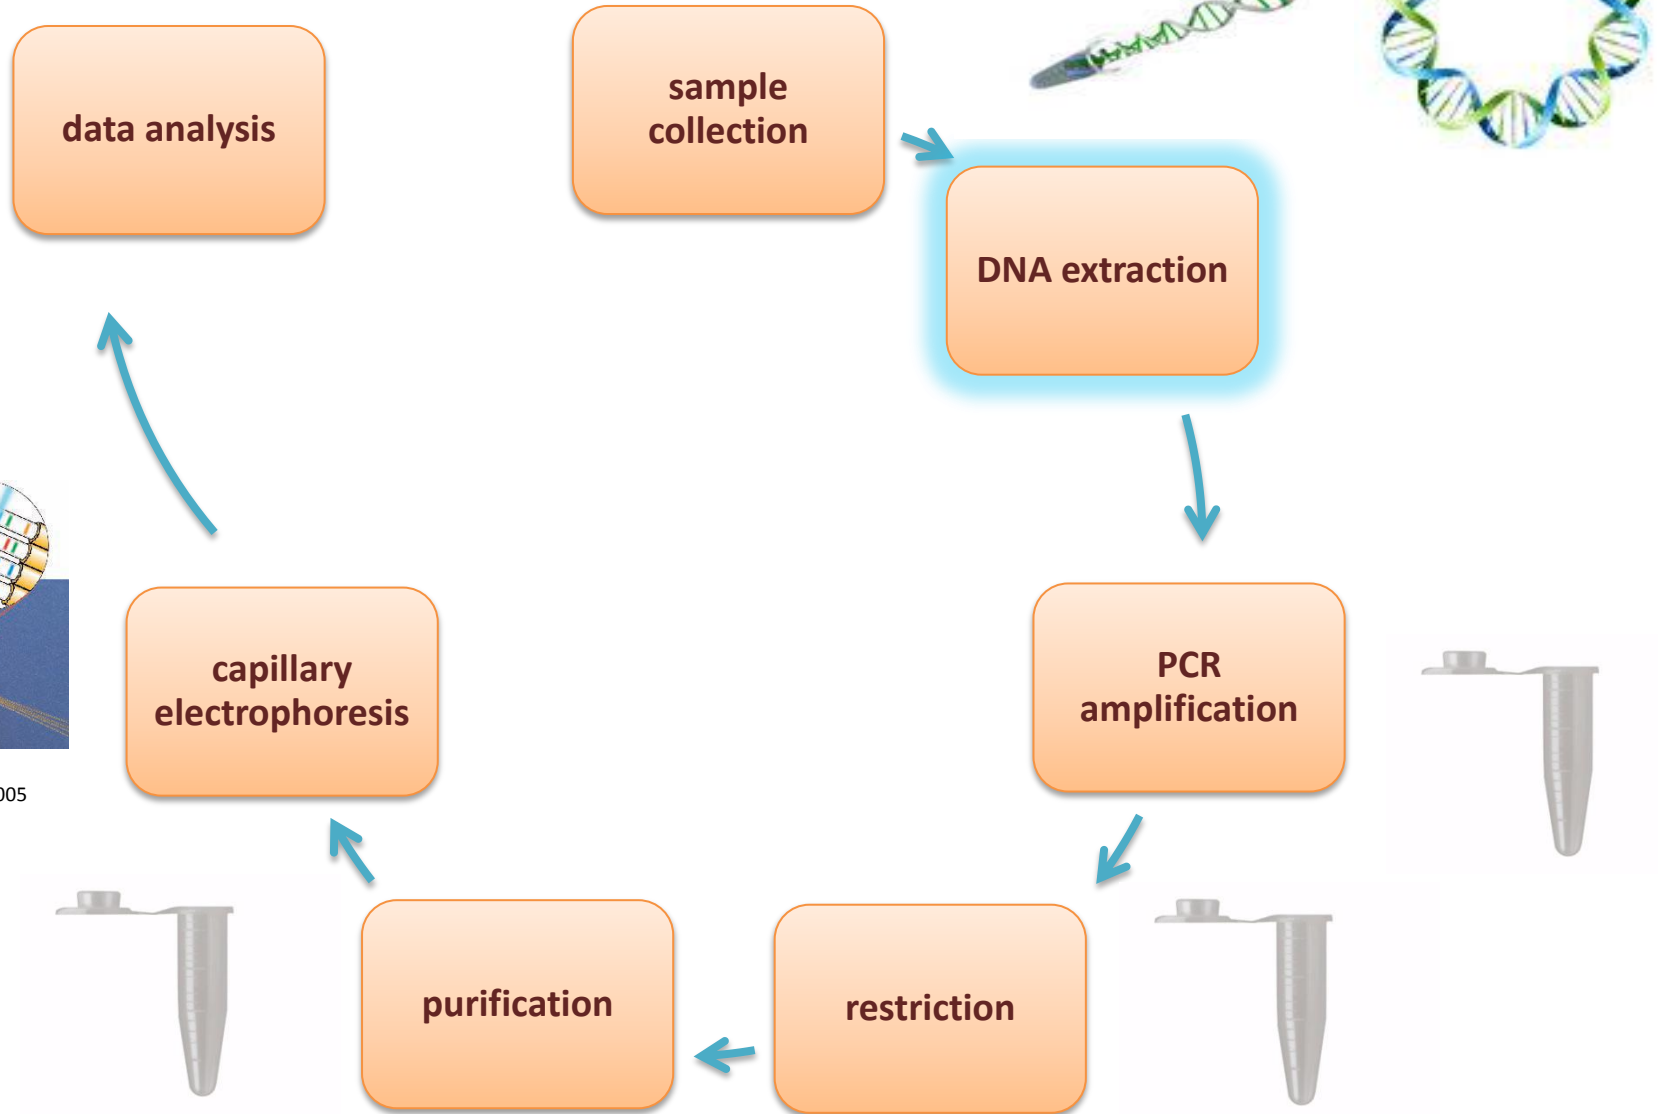 data analysis
sample
collection
DNA extraction
PCR
amplification
restriction
purification
capillary
electrophoresis
005